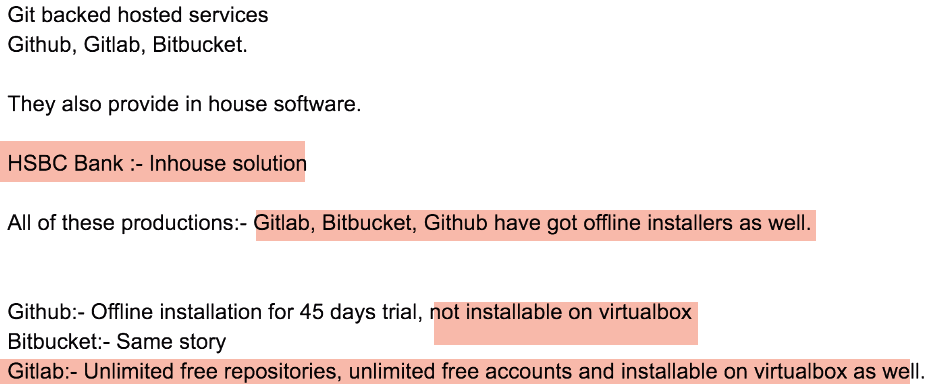 Git backed hosted services
Github, Gitlab, Bitbucket.
They also provide in house software.
HSBC Bank :- Inhouse solution
All of these productions:- Gitlab, Bitbucket, Github have got offline installers as well.
Github:- Offline installation for 45 days trial, not installable on virtualbox
Bitbucket:- Same story
Gitlab:- Unlimited free repositories, unlimited free accounts and installable on virtualbox as well.